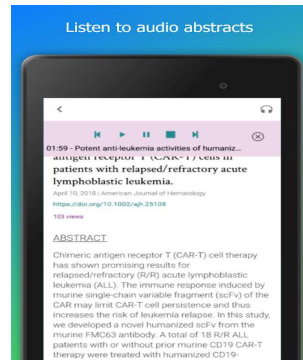 Listen to audio abstracts
01:59 - Potent anti-leukemia activities of humaniz...
antigen receptor T (CAR-T) cells in
patients with relapsed/refractory acute
lymphoblastic leukemia.
April 10, 2018 | American Journal of Hematology
https://doi.org/10.1002/ajh.25108
103 views
ABSTRACT
Chimeric antigen receptor T (CAR-T) cell therapy
has shown promising results for
relapsed/refractory (R/R) acute lymphoblastic
leukemia (ALL). The immune response induced by
murine single-chain variable fragment (scFv) of the
CAR may limit CAR-T cell persistence and thus
increases the risk of leukemia relapse. In this study,
we developed a novel humanized scFv from the
murine FMC63 antibody. A total of 18 R/R ALL
patients with or without prior murine CD19 CAR-T
therapy were treated with humanized CD19-